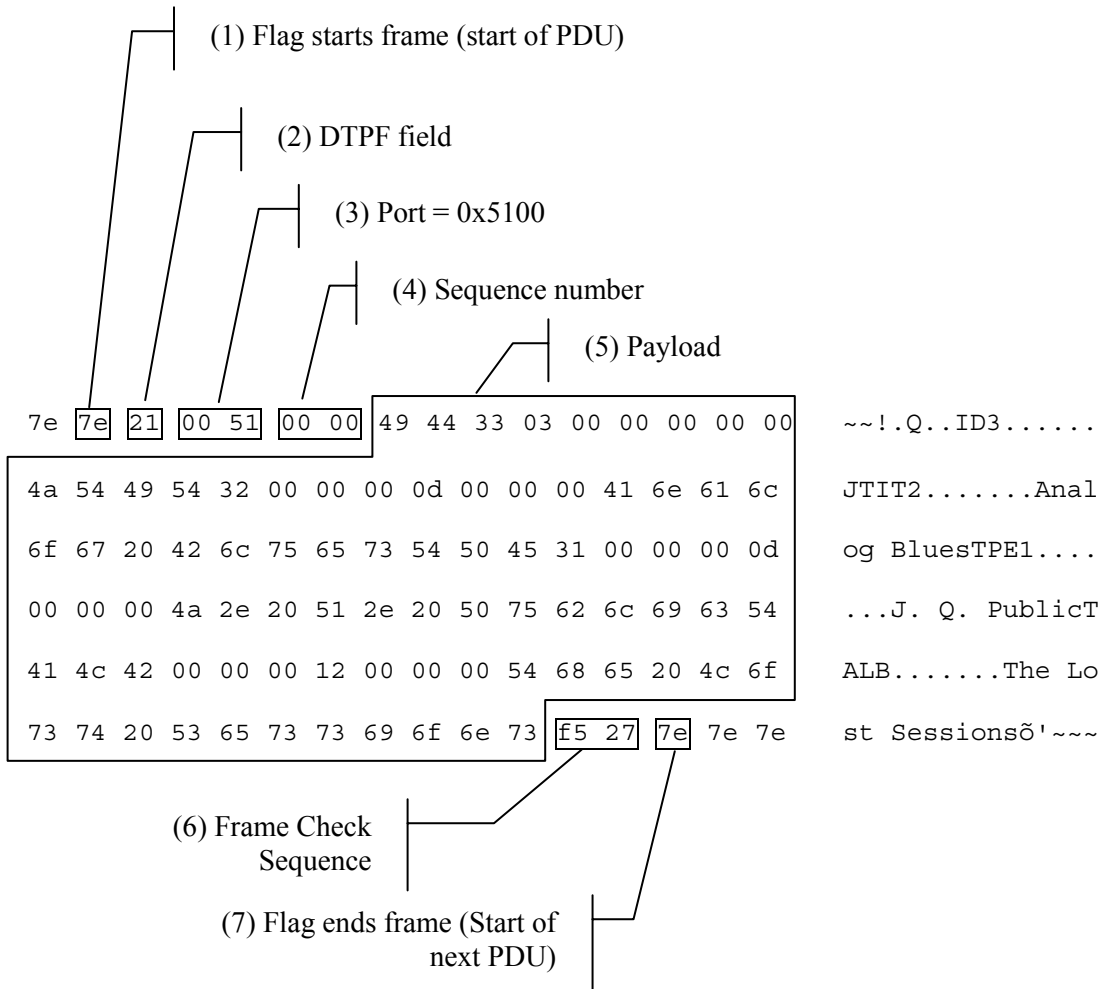 (1) Flag starts frame (start of PDU)
(2) DTPF field
(3) Port = 0x5100
(4) Sequence number
(5) Payload
7e 7e 21 00 51 00 00 49 44 33 03 00 00 00 00 00 ~~!.Q..ID3......
4a 54 49 54 32 00 00 00 0d 00 00 00 41 6e 61 6c JTIT2.......Anal
6f 67 20 42 6c 75 65 73 54 50 45 31 00 00 00 0d og BluesTPE1....
00 00 00 4a 2e 20 51 2e 20 50 75 62 6c 69 63 54 ...J. Q. PublicT
41 4c 42 00 00 00 12 00 00 00 54 68 65 20 4c 6f ALB.......The Lo
73 74 20 53 65 73 73 69 6f 6e 73 f5 27 7e 7e 7e st Sessionsõ'~~~
(6) Frame Check
Sequence
(7) Flag ends frame (Start of
next PDU)